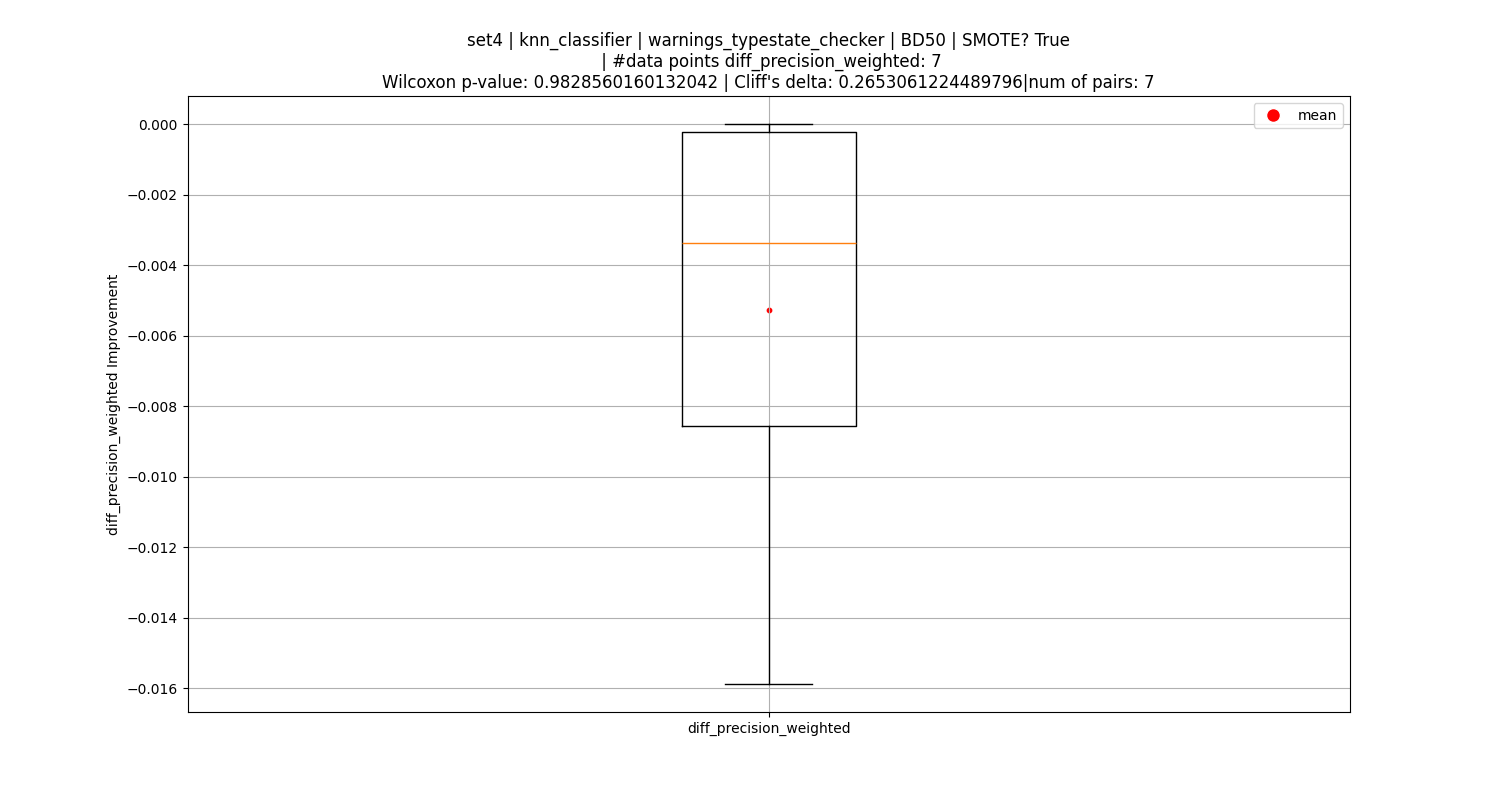 set4 | knn_classifier | warnings_typestate_checker | BD50 | SMOTE? True
| #data points diff_precision_weighted: 7
Wilcoxon p-value: 0.9828560160132042 | Cliff's delta: 0.2653061224489796|num of pairs: 7
mean
0.000
−0.002
−0.004
−0.006
−0.008
−0.010
−0.012
−0.014
−0.016
diff_precision_weighted Improvement
diff_precision_weighted